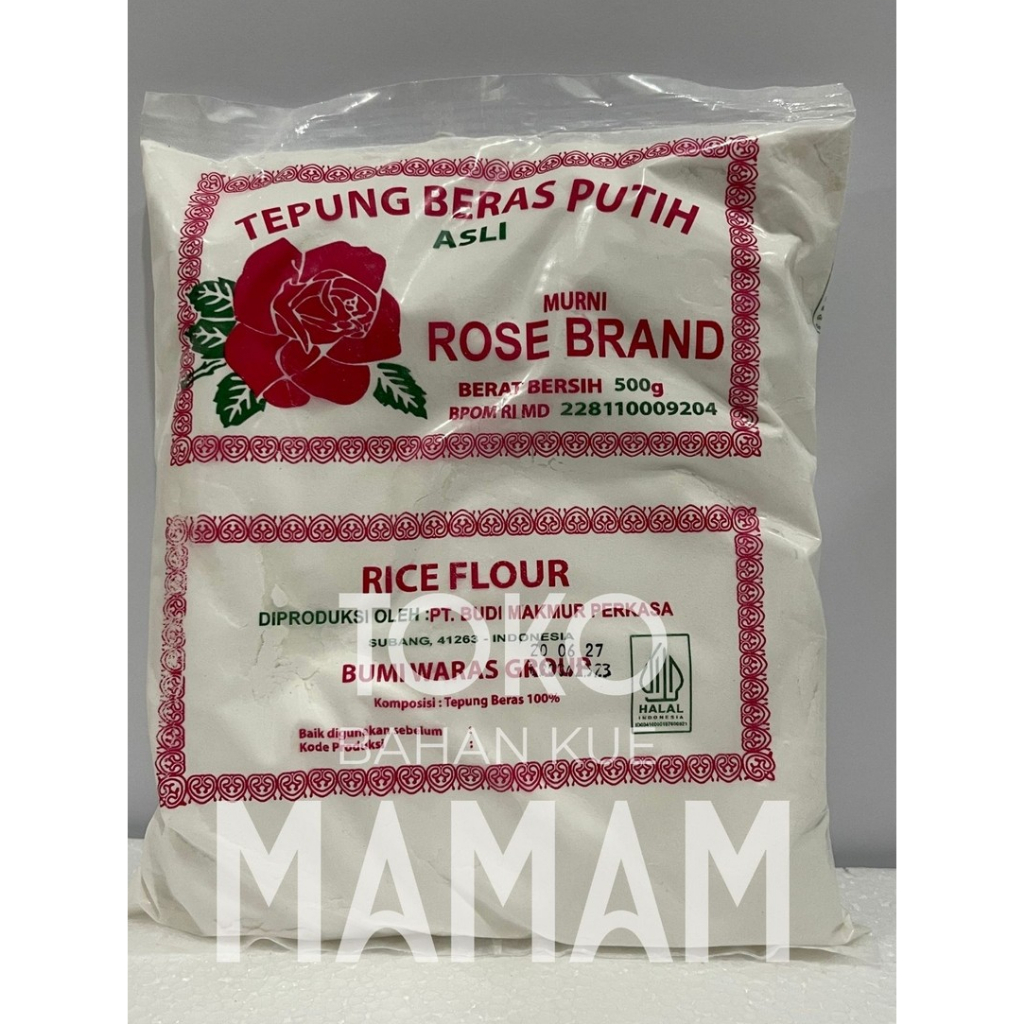 TEPUNG BERAS PUTIH
ASLI
MURNI
ROSE BRAND
BERAT BERSIH 500g
BPOM RI MD 228110009204
RICE FLOUR
DIPRODUKSI OLEH :PT. BUDI MAKMUR PERKASA
SUBANG, 41263 - INDONESIA
20 06 27
BUMI WARAS GROUP
Komposisi : Tepung Beras 100%
HALAL
INDONESIA
Baik digunakan sebelum :
Kode Produksi :
TOKO
BAHAN KUE
MAMAM